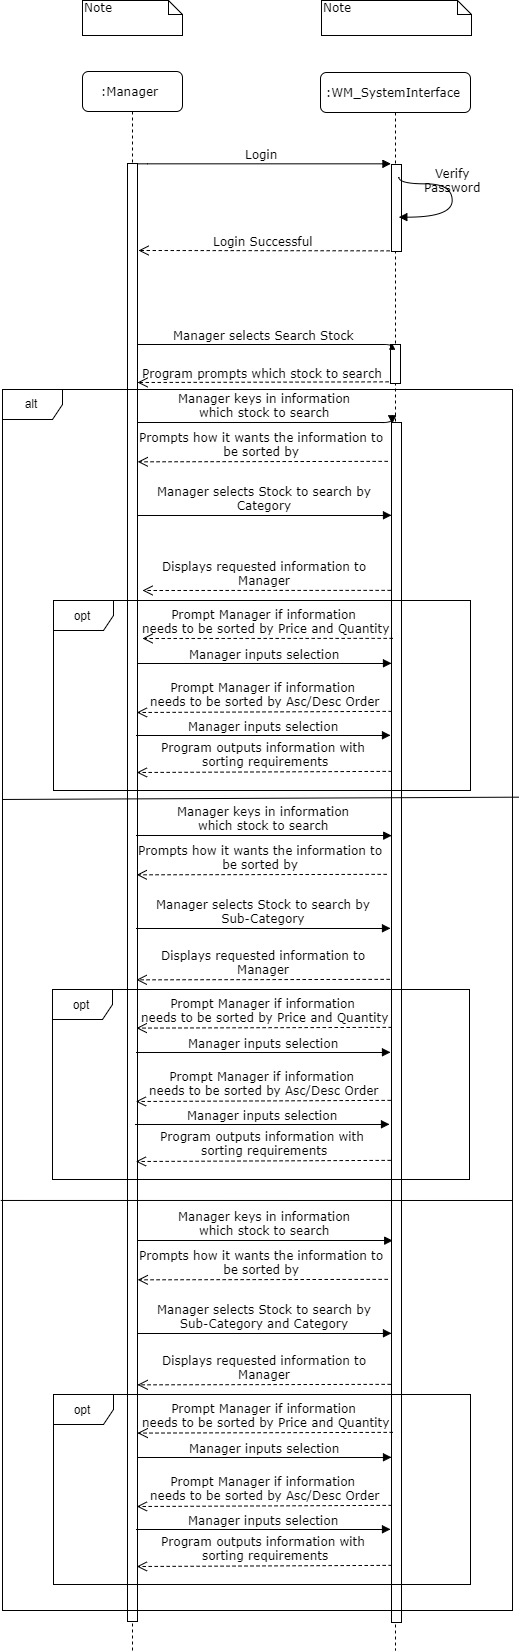 Note
Note
:Manager
:WM_SystemInterface
Login
Verify
Password
Login Successful
Manager selects Search Stock
Program prompts which stock to search
alt
Manager keys in information
which stock to search
Prompts how it wants the information to
be sorted by
Manager selects Stock to search by
Category
Displays requested information to
Manager
opt
Prompt Manager if information
needs to be sorted by Price and Quantity
Manager inputs selection
Prompt Manager if information
needs to be sorted by Asc/Desc Order
Manager inputs selection
Program outputs information with
sorting requirements
Manager keys in information
which stock to search
Prompts how it wants the information to
be sorted by
Manager selects Stock to search by
Sub-Category
Displays requested information to
Manager
opt
Prompt Manager if information
needs to be sorted by Price and Quantity
Manager inputs selection
Prompt Manager if information
needs to be sorted by Asc/Desc Order
Manager inputs selection
Program outputs information with
sorting requirements
Manager keys in information
which stock to search
Prompts how it wants the information to
be sorted by
Manager selects Stock to search by
Sub-Category and Category
Displays requested information to
Manager
opt
Prompt Manager if information
needs to be sorted by Price and Quantity
Manager inputs selection
Prompt Manager if information
needs to be sorted by Asc/Desc Order
Manager inputs selection
Program outputs information with
sorting requirements